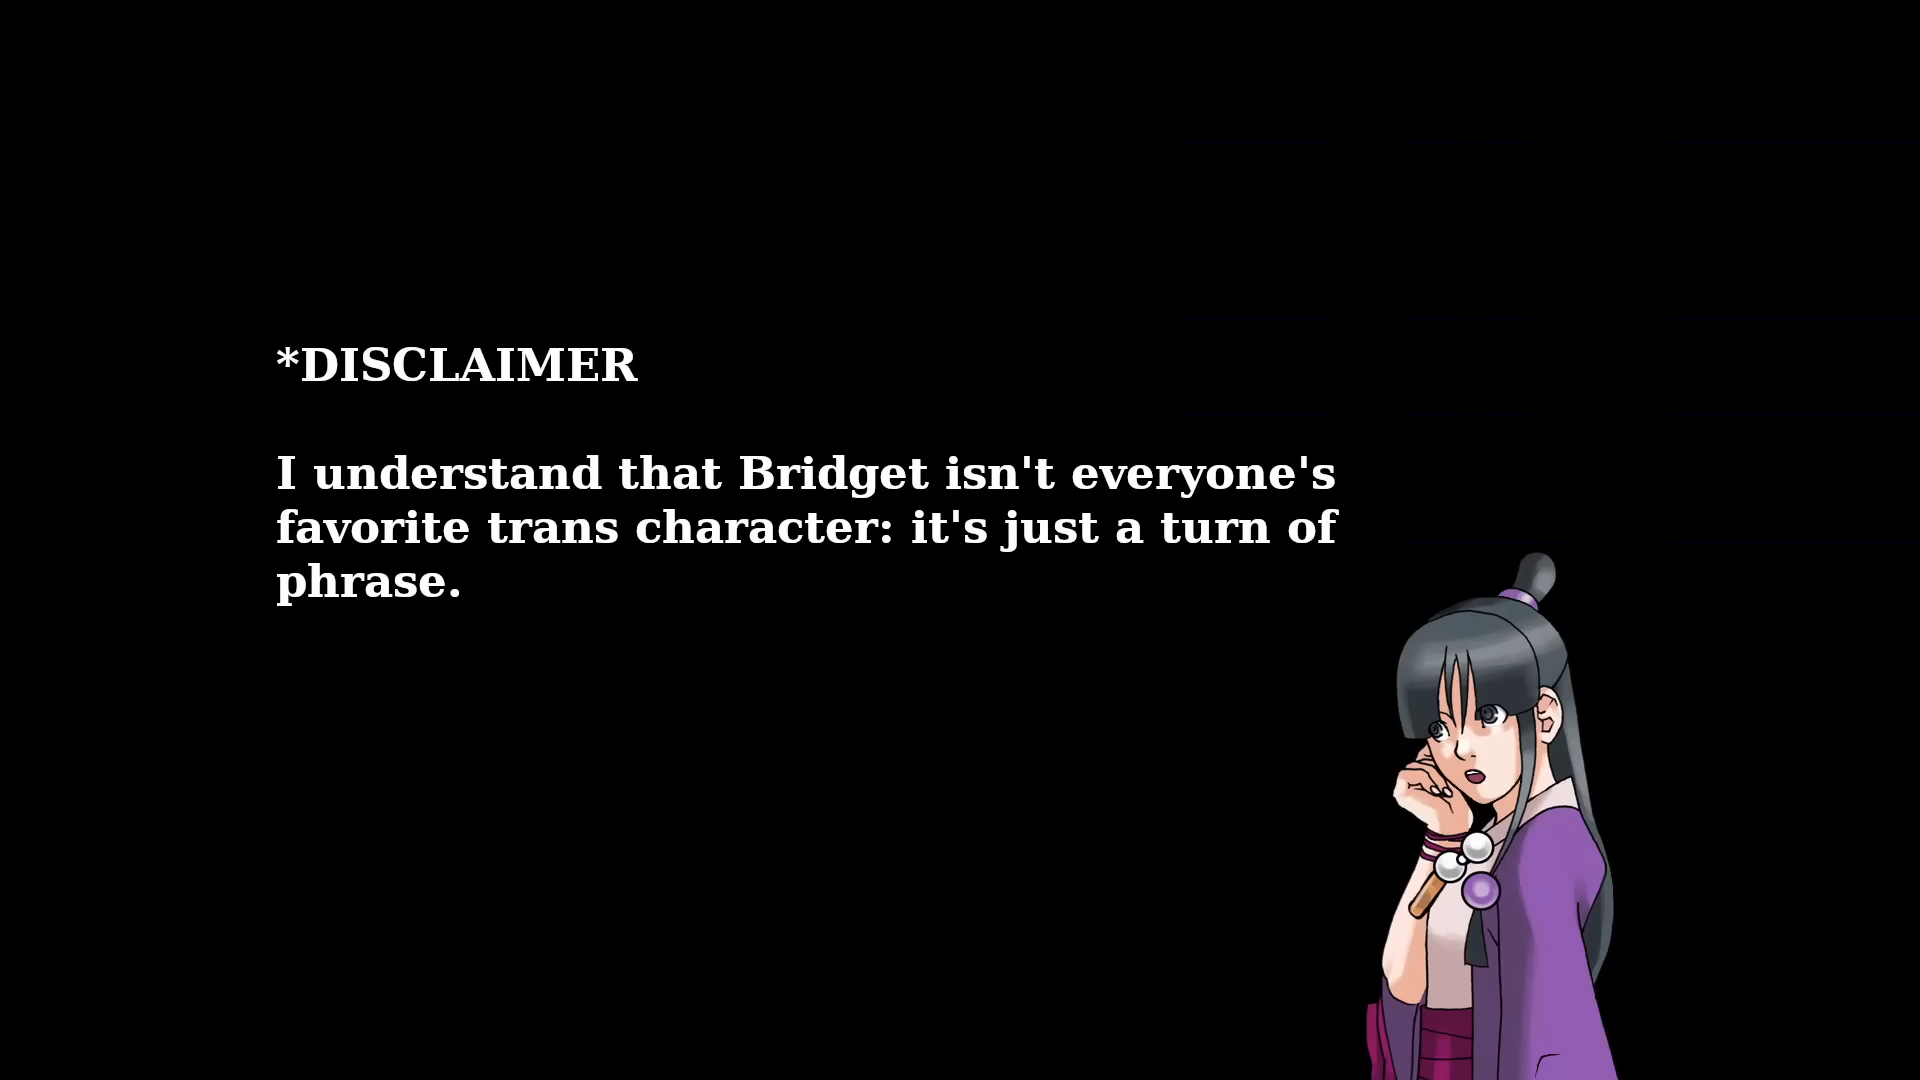 *DISCLAIMER
I understand that Bridget isn't everyone's
favorite trans character: it's just a turn of
phrase.